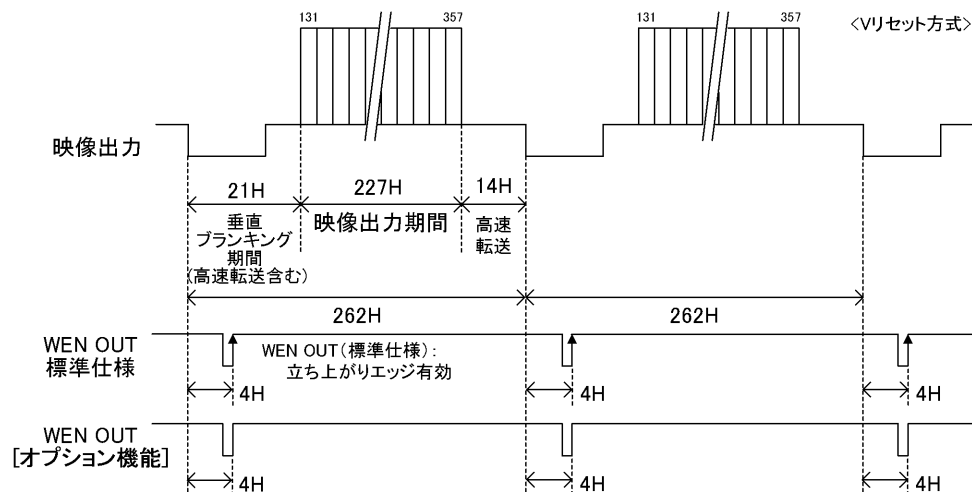 131
357
131
357
〈Vリセット方式〉
映像出力
21H
227H
14H
垂直
ブランキング
期間
(高速転送含む)
映像出力期間
高速
転送
262H
262H
WEN OUT
標準仕様
WEN OUT(標準仕様):
立ち上がりエッジ有効
4H
4H
4H
WEN OUT
[オプション機能]
4H
4H
4H